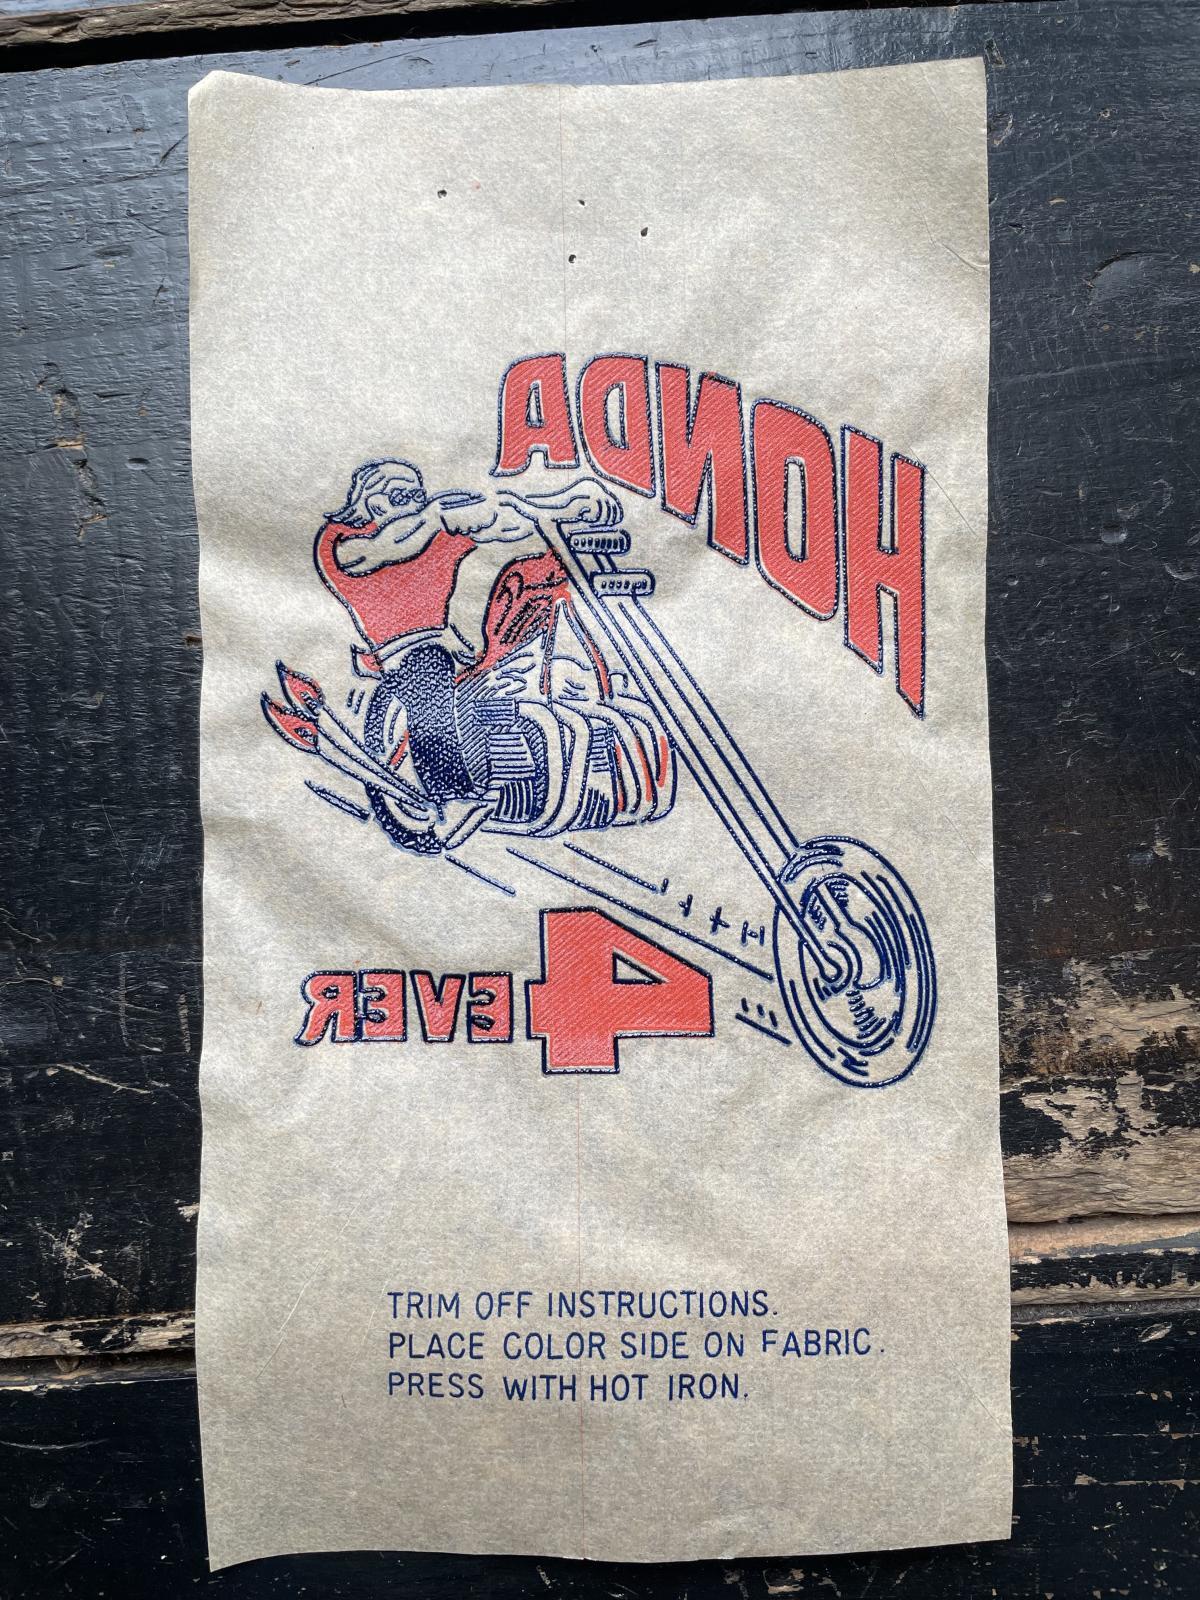 HONDA
4 EVER
TRIM OFF INSTRUCTIONS.
PLACE COLOR SIDE ON FABRIC.
PRESS WITH HOT IRON.